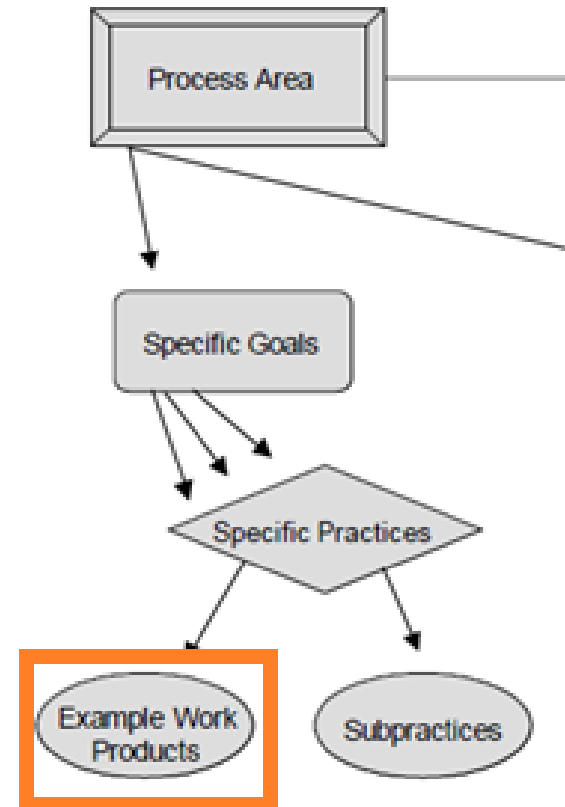 Process Area
Specific Goals
Specific Practices
Example Work
Products
Subpractices